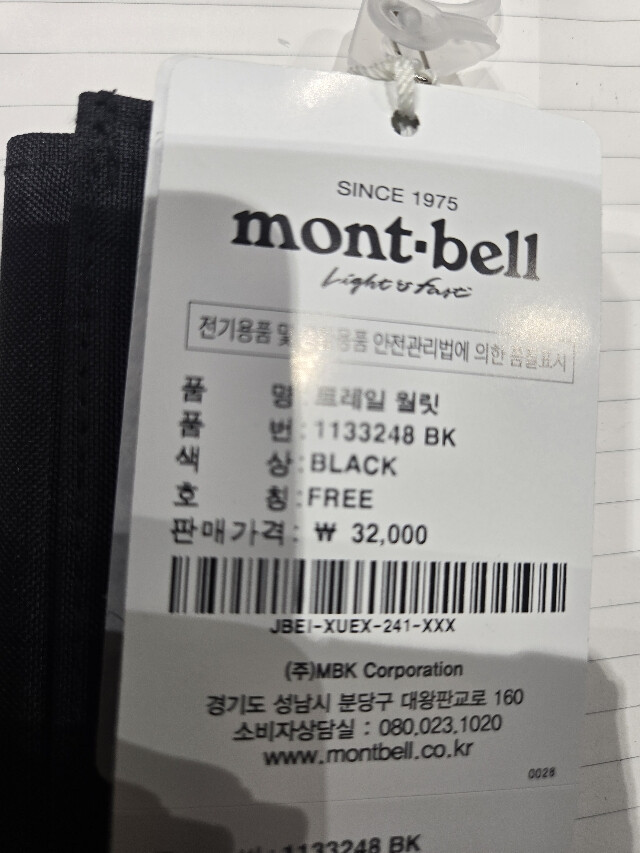 SINCE 1975
mont·bell
Light & Fast
전기용품 및 생활용품 안전관리법에 의한 품질표시
품 명 : 트레일 월릿
품 번 : 1133248 BK
색 상 : BLACK
호 칭 : FREE
판매가격 : ₩ 32,000
JBEI-XUEX-241-XXX
(주)MBK Corporation
경기도 성남시 분당구 대왕판교로 160
소비자상담실 : 080.023.1020
www.montbell.co.kr
0028
: 1133248 BK